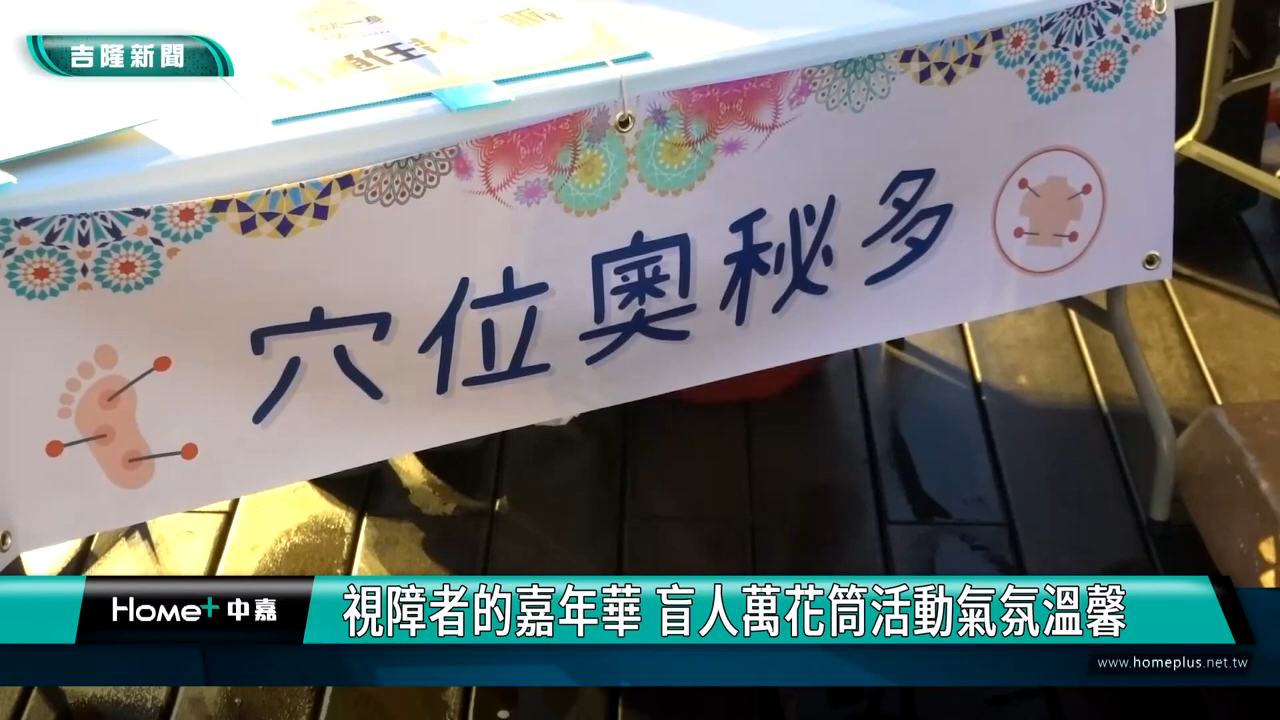 吉隆新聞
穴位奧秘多
Home+中嘉
視障者的嘉年華 盲人萬花筒活動氣氛溫馨
www.homeplus.net.tw